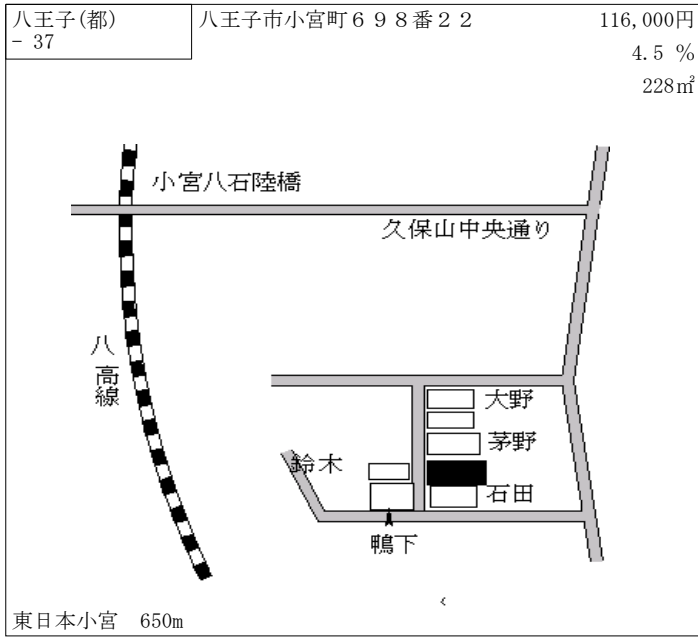 八王子(都)
- 37
八王子市小宮町６９８番２２
116,000円
4.5 %
228㎡
小宮八石陸橋
久保山中央通り
八高線
大野
茅野
鈴木
石田
鴨下
東日本小宮 650m